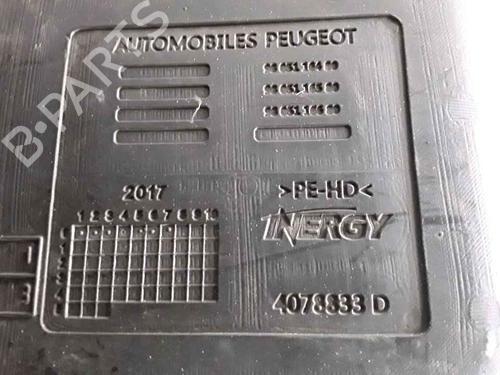 AUTOMOBILES PEUGEOT
2017
>PE-HD<
1 2 3 4 5 6 7 8 9 10
INERGY
4078833 D
B-PARTS